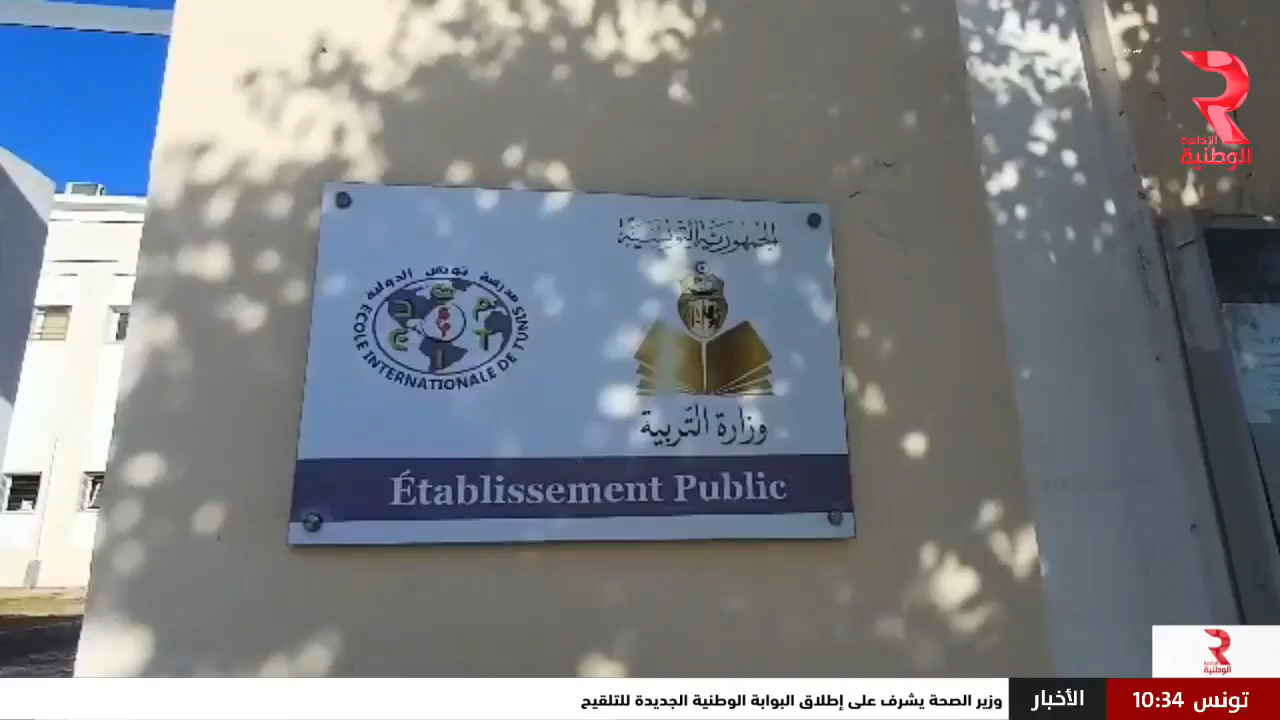 الإذاعة
الوطنية
الجمهورية التونسية
مدرسة تونس الدولية
ECOLE INTERNATIONALE DE TUNIS
وزارة التربية
Établissement Public
الوطنية
تونس 10:34
الأخبار
وزير الصحة يشرف على إطلاق البوابة الوطنية الجديدة للتلقيح